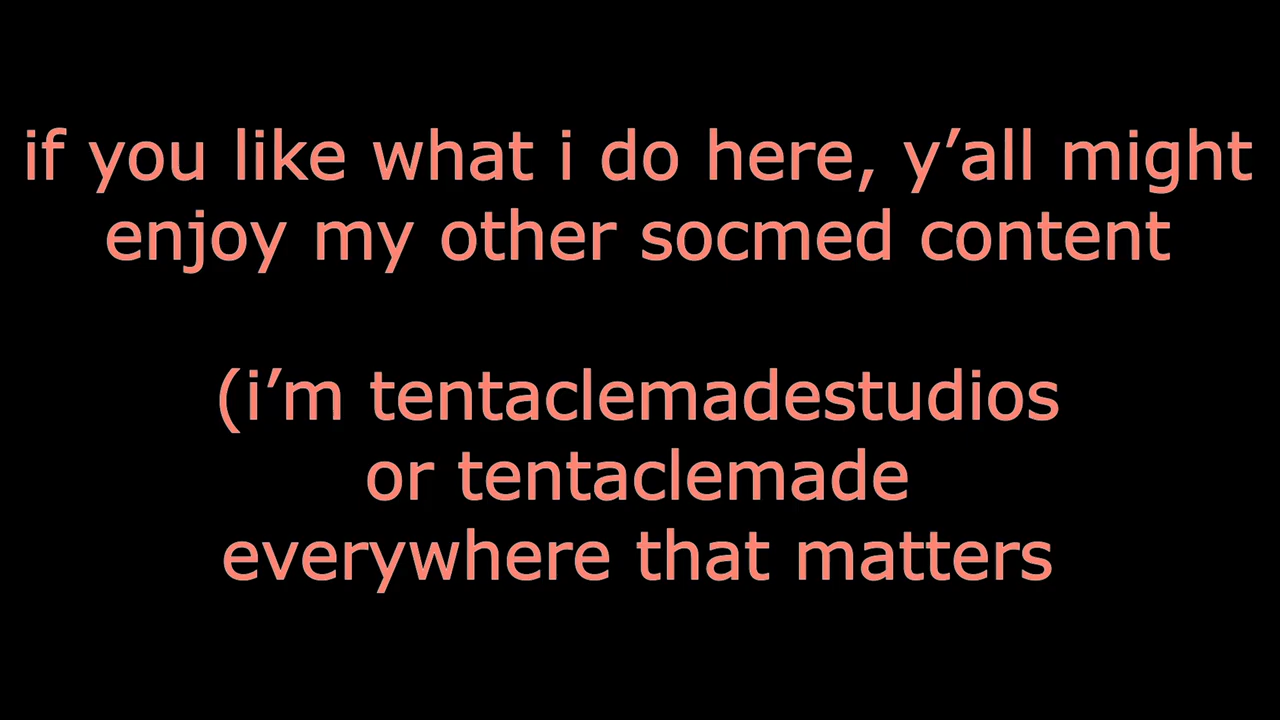 if you like what i do here, y’all might
enjoy my other socmed content
(i’m tentaclemadestudios
or tentaclemade
everywhere that matters